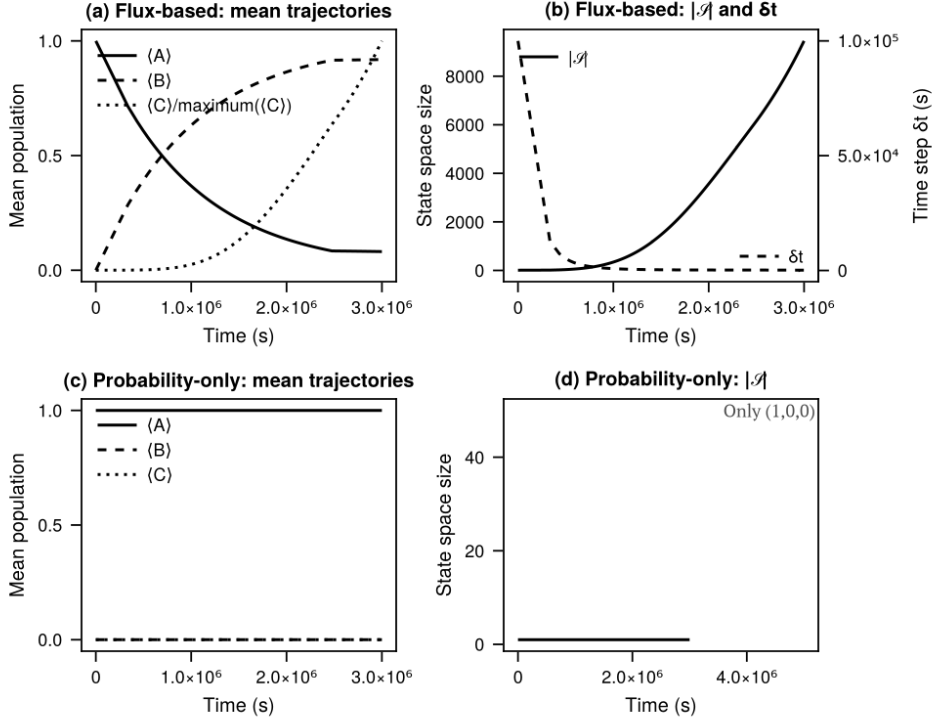 (a) Flux-based: mean trajectories
Mean population
1.0
0.5
0.0
⟨A⟩
⟨B⟩
⟨C⟩/maximum(⟨C⟩)
0
1.0×10⁶
2.0×10⁶
3.0×10⁶
Time (s)
(b) Flux-based: |𝒮| and δt
State space size
8000
6000
4000
2000
0
|𝒮|
δt
1.0×10⁵
5.0×10⁴
0
Time step δt (s)
0
1.0×10⁶
2.0×10⁶
3.0×10⁶
Time (s)
(c) Probability-only: mean trajectories
Mean population
1.0
0.5
0.0
⟨A⟩
⟨B⟩
⟨C⟩
0
1.0×10⁶
2.0×10⁶
3.0×10⁶
Time (s)
(d) Probability-only: |𝒮|
State space size
40
20
0
Only (1,0,0)
0
2.0×10⁶
4.0×10⁶
Time (s)